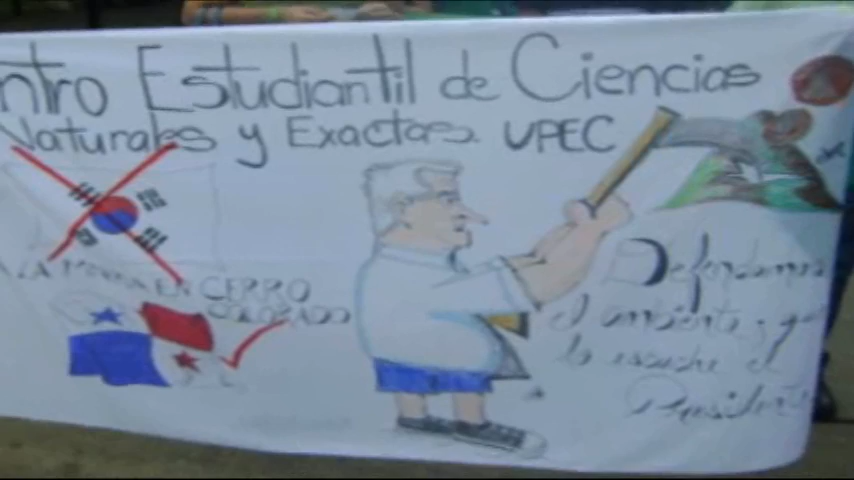 ntro Estudiantil de Ciencias
Naturales y Exactas. UPEC
LA MINA EN CERRO
COLORADO
Defendamos
el ambiente y que
lo escuche el
Presidente